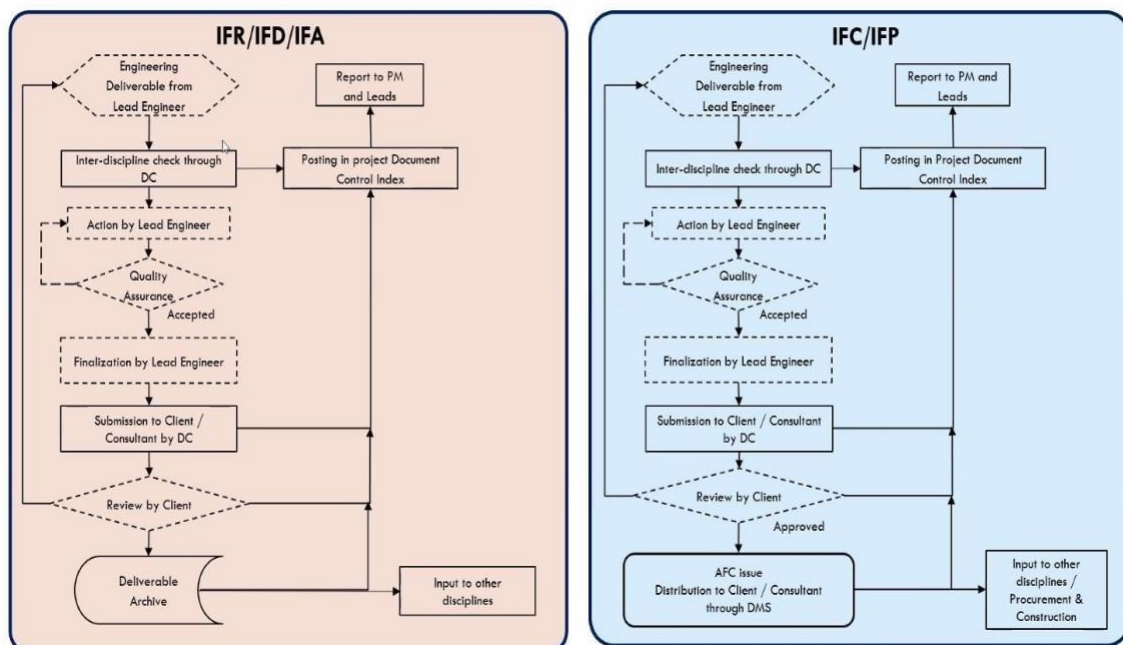 IFR/IFD/IFA
Engineering
Deliverable from
Lead Engineer
Report to PM
and Leads
Inter-discipline check through
DC
Posting in project Document
Control Index
Action by Lead Engineer
Quality
Assurance
Accepted
Finalization by Lead Engineer
Submission to Client /
Consultant by DC
Review by Client
Deliverable
Archive
Input to other
disciplines
IFC/IFP
Engineering
Deliverable from
Lead Engineer
Report to PM and
Leads
Inter-discipline check through DC
Posting in Project Document
Control Index
Action by Lead Engineer
Quality
Assurance
Accepted
Finalization by Lead Engineer
Submission to Client / Consultant
by DC
Review by Client
Approved
AFC issue
Distribution to Client / Consultant
through DMS
Input to other
disciplines /
Procurement &
Construction